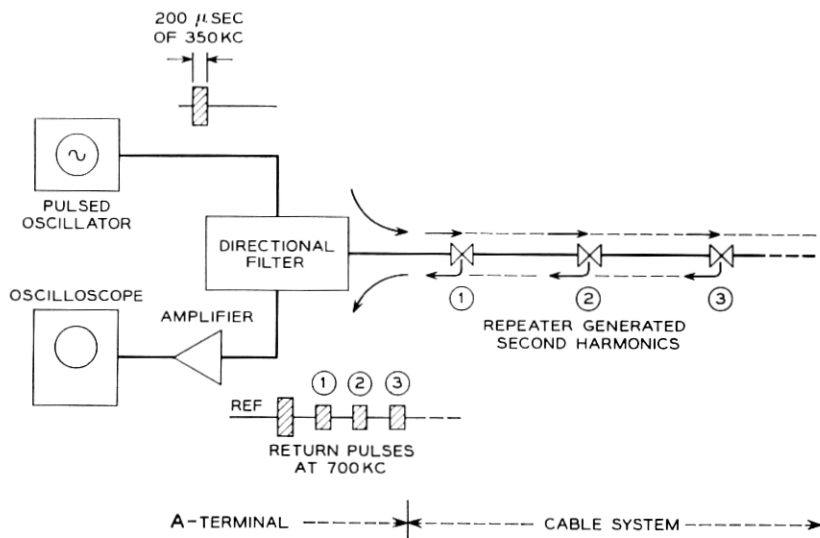 200 μSEC
OF 350KC
PULSED
OSCILLATOR
DIRECTIONAL
FILTER
OSCILLOSCOPE
AMPLIFIER
1
2
3
REPEATER GENERATED
SECOND HARMONICS
1
2
3
REF
RETURN PULSES
AT 700KC
A-TERMINAL
CABLE SYSTEM